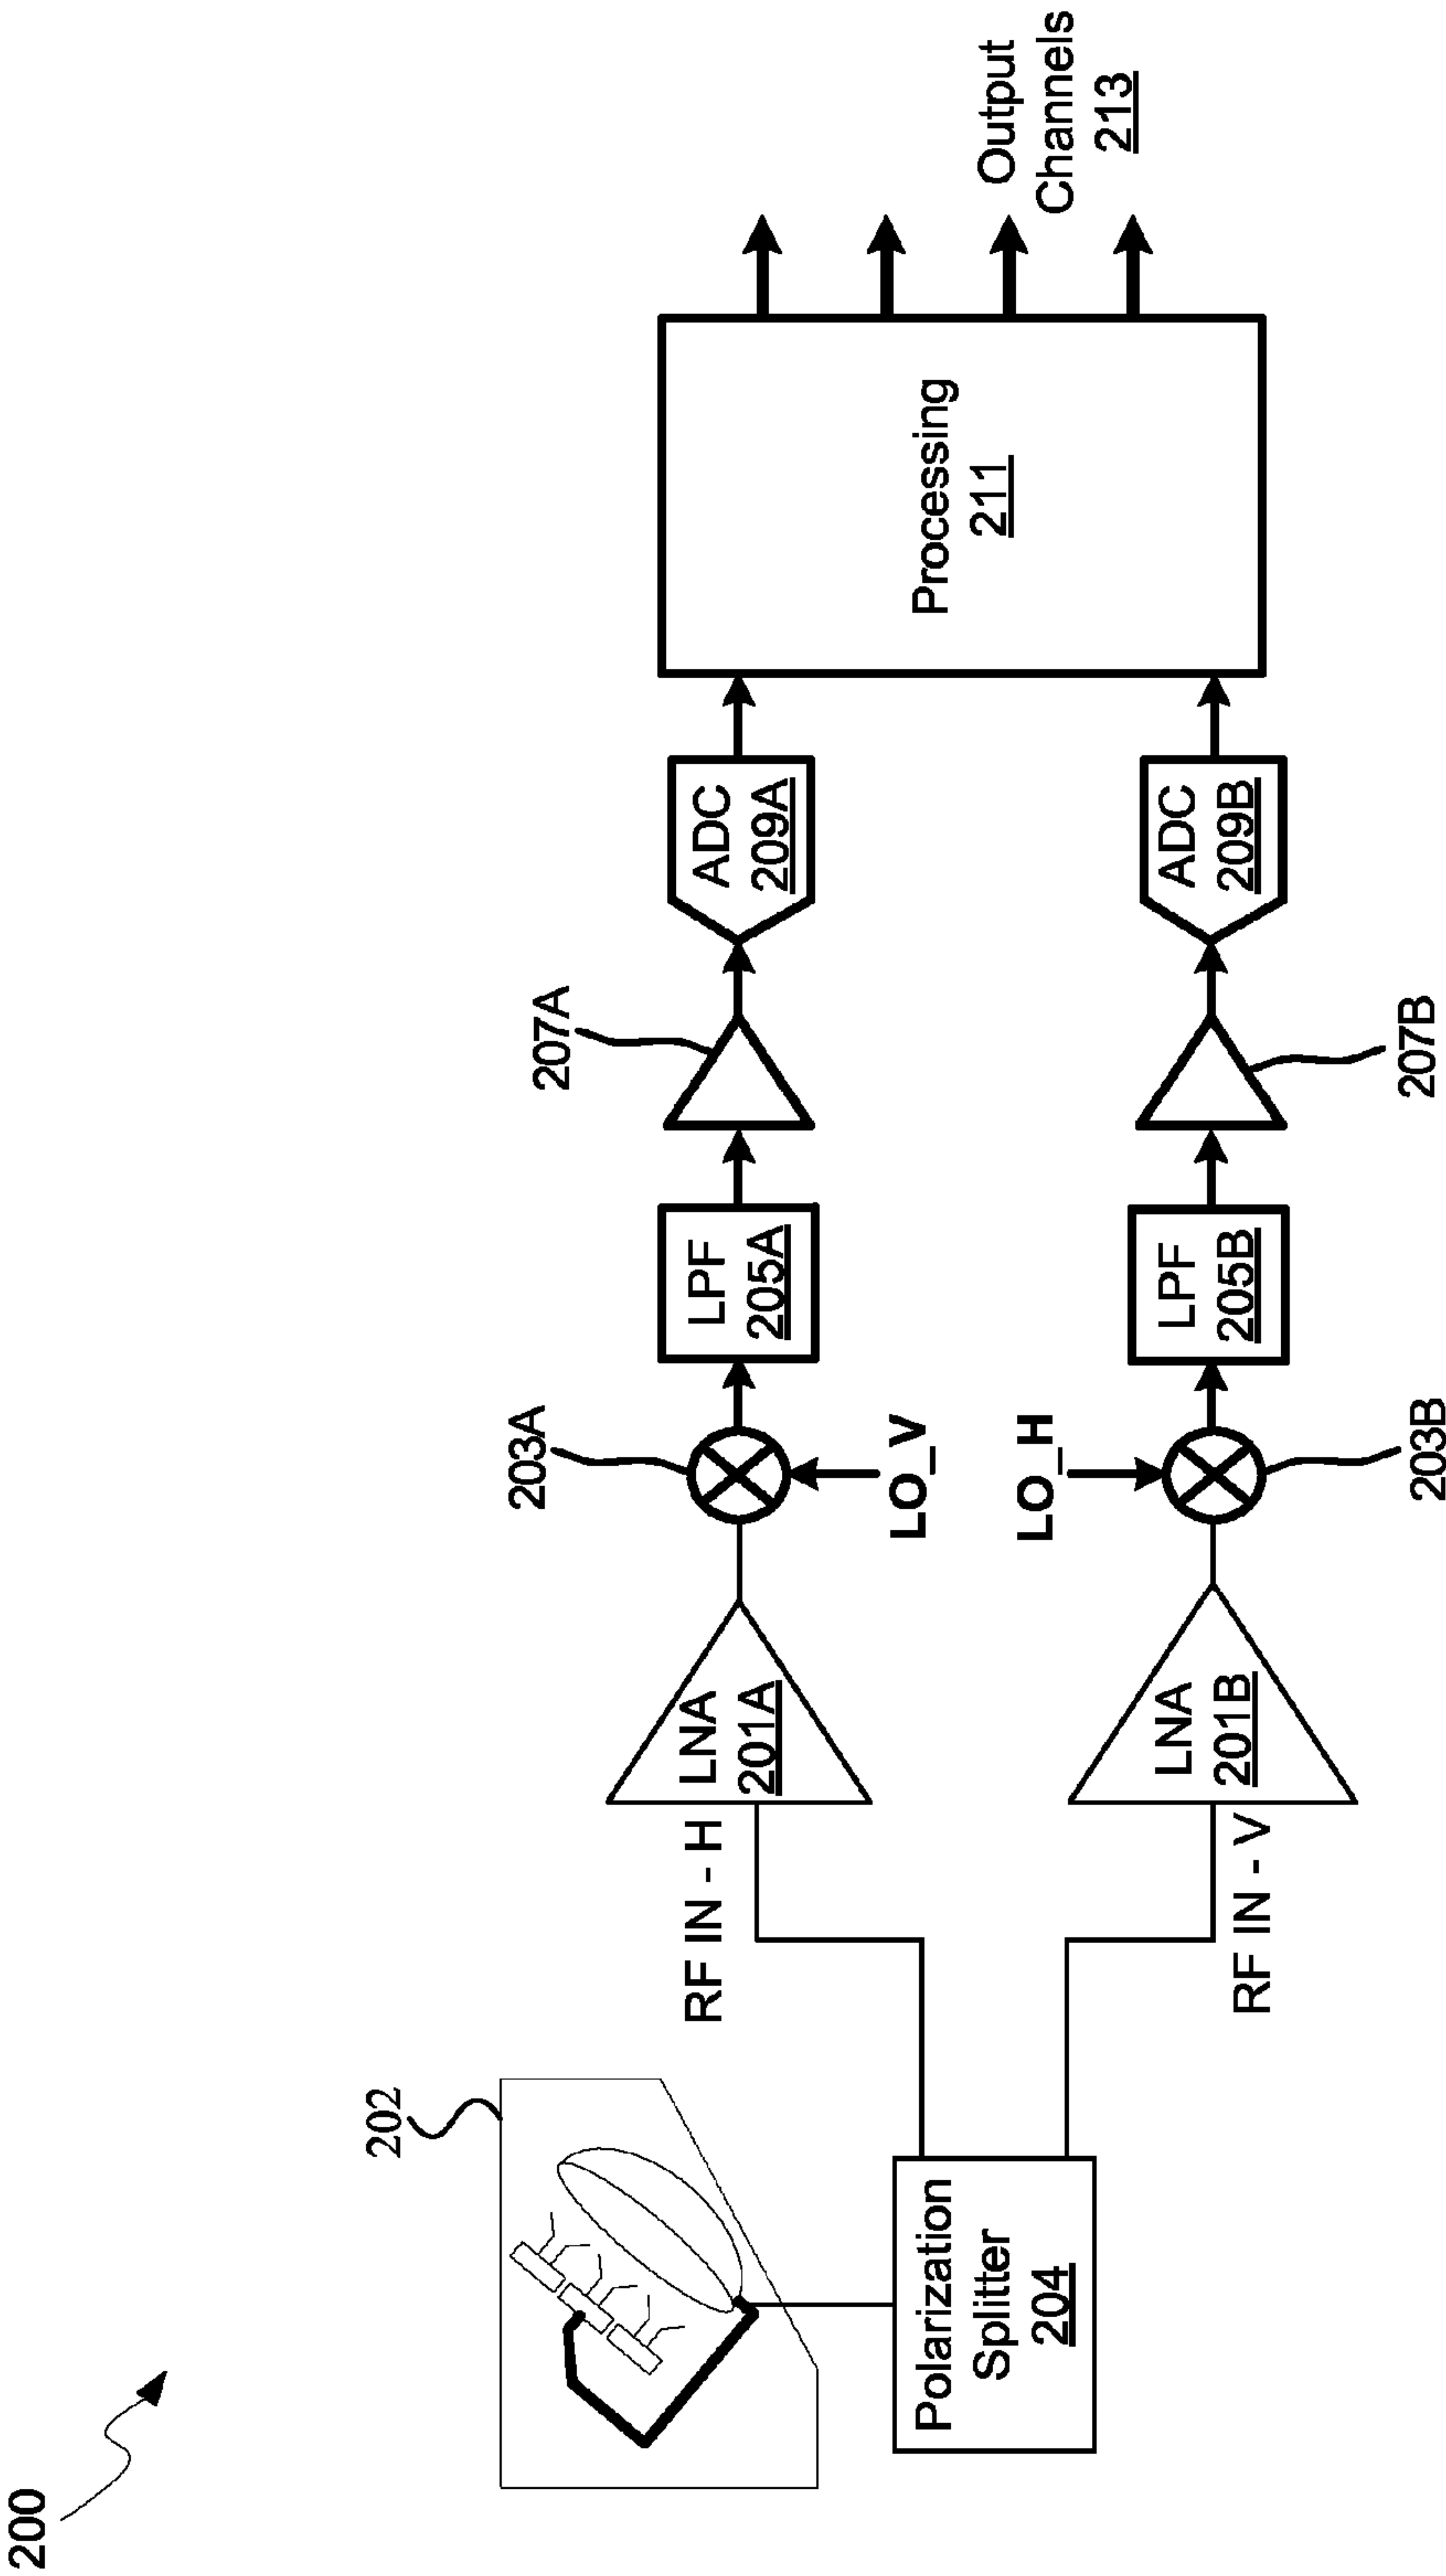 200
202
Polarization
Splitter
204
RF IN - H
RF IN - V
LNA
201A
LNA
201B
203A
LO_V
LO_H
203B
LPF
205A
LPF
205B
207A
207B
ADC
209A
ADC
209B
Processing
211
Output
Channels
213